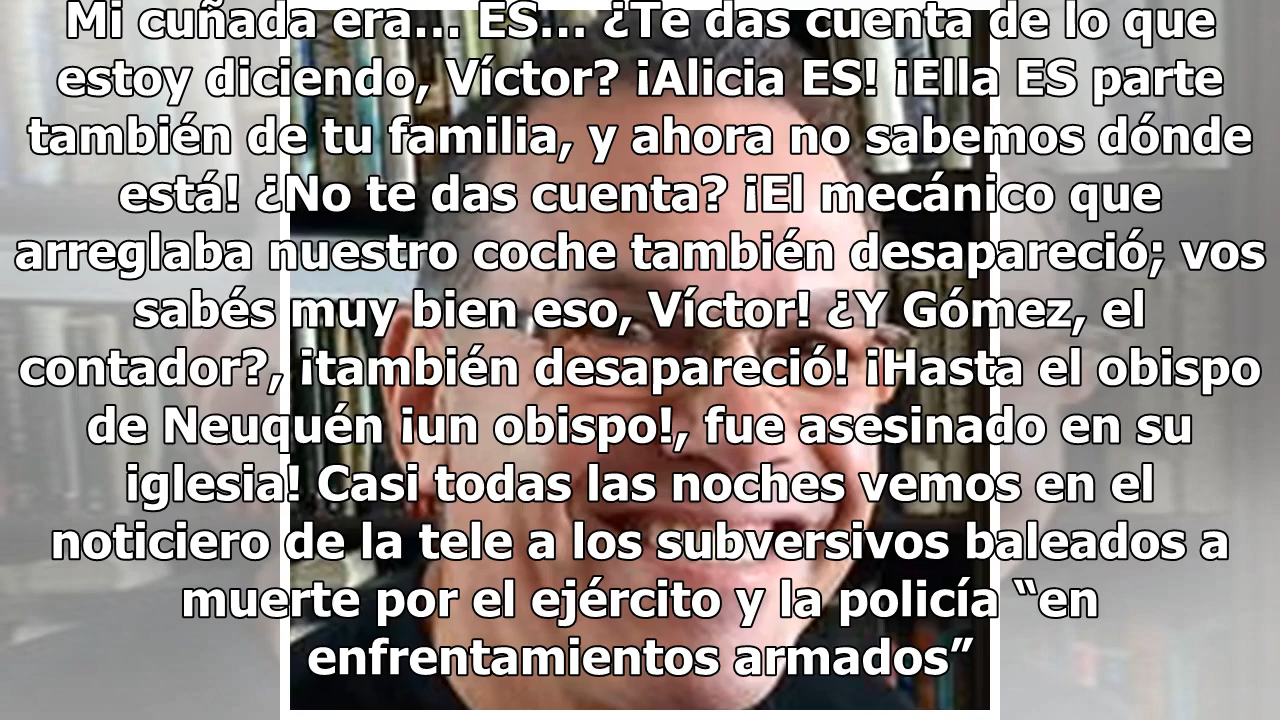 Mi cuñada era... ES... ¿Te das cuenta de lo que
estoy diciendo, Víctor? ¡Alicia ES! ¡Ella ES parte
también de tu familia, y ahora no sabemos dónde
está! ¿No te das cuenta? ¡El mecánico que
arreglaba nuestro coche también desapareció; vos
sabés muy bien eso, Víctor! ¿Y Gómez, el
contador?, ¡también desapareció! ¡Hasta el obispo
de Neuquén ¡un obispo!, fue asesinado en su
iglesia! Casi todas las noches vemos en el
noticiero de la tele a los subversivos baleados a
muerte por el ejército y la policía “en
enfrentamientos armados”